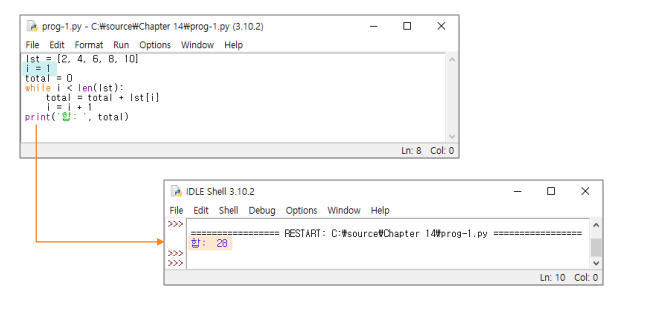 prog-1.py - C:₩source₩Chapter 14₩prog-1.py (3.10.2)
File Edit Format Run Options Window Help
lst = [2, 4, 6, 8, 10]
i = 1
total = 0
while i < len(lst):
    total = total + lst[i]
    i = i + 1
print('합: ', total)
Ln: 8 Col: 0
IDLE Shell 3.10.2
File Edit Shell Debug Options Window Help
>>>
================= RESTART: C:₩source₩Chapter 14₩prog-1.py =================
합:  28
>>>
>>>
Ln: 10 Col: 0